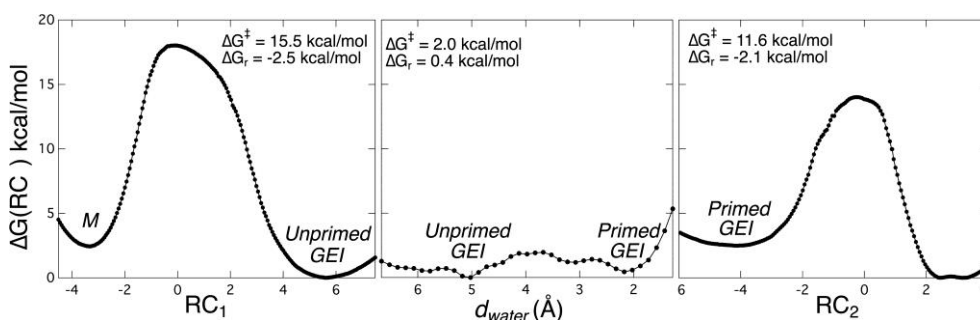 20
15
10
5
0
ΔG(RC ) kcal/mol
ΔG‡ = 15.5 kcal/mol
ΔGr = -2.5 kcal/mol
M
Unprimed
GEI
-4 -2 0 2 4 6
RC1
ΔG‡ = 2.0 kcal/mol
ΔGr = 0.4 kcal/mol
Unprimed
GEI
Primed
GEI
6 5 4 3 2
dwater (Å)
ΔG‡ = 11.6 kcal/mol
ΔGr = -2.1 kcal/mol
Primed
GEI
-4 -2 0 2
RC2